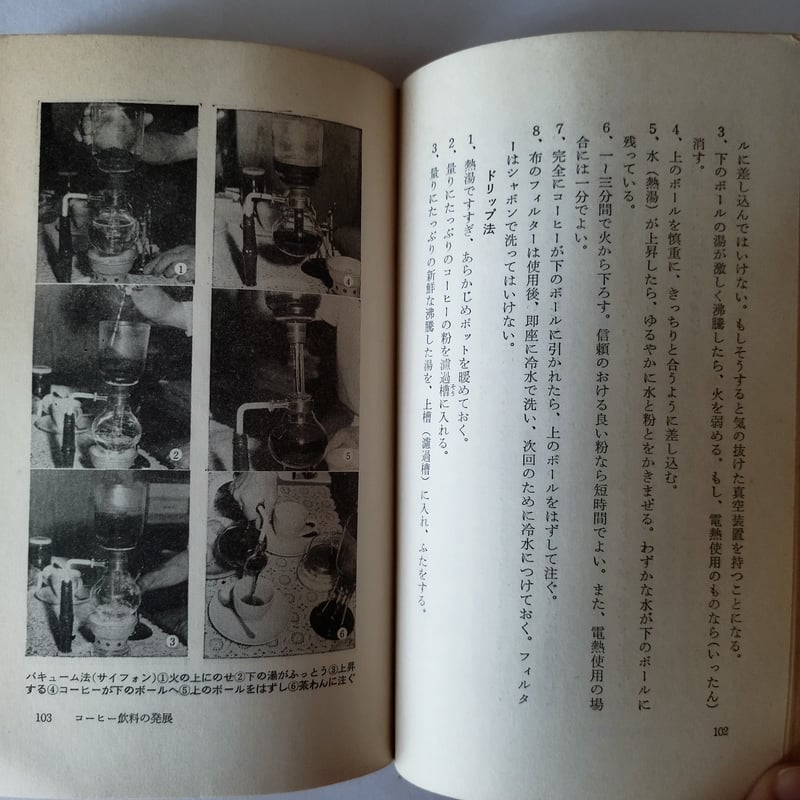 ルに差し込んではいけない。もしそうすると気の抜けた真空装置を持つことになる。
3、下のボールの湯が激しく沸騰したら、火を弱める。もし、電熱使用のものなら(いったん)
消す。
4、上のボールを慎重に、きっちりと合うように差し込む。
5、水(熱湯)が上昇したら、ゆるやかに水と粉とをかきまぜる。わずかな水が下のボールに
残っている。
6、一〜三分間で火から下ろす。信頼のおける良い粉なら短時間でよい。また、電熱使用の場
合には一分でよい。
7、完全にコーヒーが下のボールに引かれたら、上のボールをはずして注ぐ。
8、布のフィルターは使用後、即座に冷水で洗い、次回のために冷水につけておく。フィルタ
ーはシャボンで洗ってはいけない。
ドリップ法
1、熱湯ですすぎ、あらかじめポットを暖めておく。
2、量りにたっぷりのコーヒーの粉を濾過槽に入れる。
3、量りにたっぷりの新鮮な沸騰した湯を、上槽(濾過槽)に入れ、ふたをする。
102
①
④
②
⑤
③
⑥
バキューム法(サイフォン)①火の上にのせ②下の湯がふっとう③上昇
する④コーヒーが下のボールへ⑤上のボールをはずし⑥茶わんに注ぐ
103 コーヒー飲料の発展